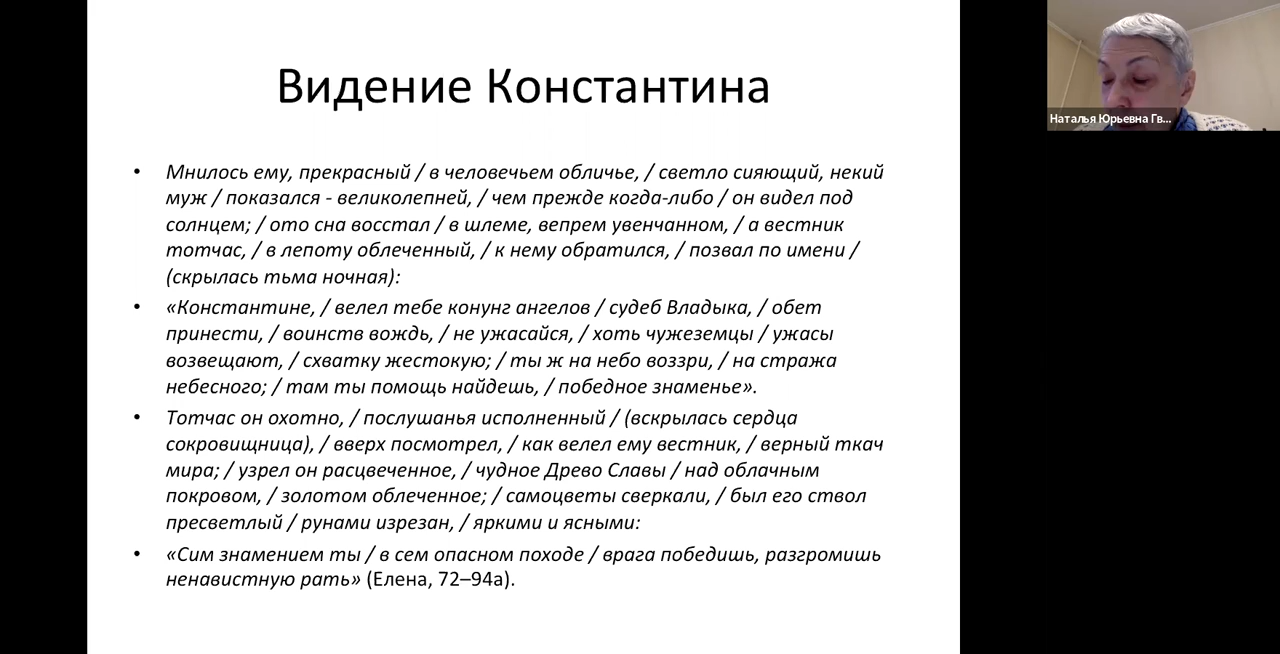 Видение Константина
• Мнилось ему, прекрасный / в человечьем обличье, / светло сияющий, некий
муж / показался - великолепней, / чем прежде когда-либо / он видел под
солнцем; / ото сна восстал / в шлеме, вепрем увенчанном, / а вестник
тотчас, / в лепоту облеченный, / к нему обратился, / позвал по имени /
(скрылась тьма ночная):
• «Константине, / велел тебе конунг ангелов / судеб Владыка, / обет
принести, / воинств вождь, / не ужасайся, / хоть чужеземцы / ужасы
возвещают, / схватку жестокую; / ты ж на небо воззри, / на стража
небесного; / там ты помощь найдешь, / победное знаменье».
• Тотчас он охотно, / послушанья исполненный / (вскрылась сердца
сокровищница), / вверх посмотрел, / как велел ему вестник, / верный ткач
мира; / узрел он расцвеченное, / чудное Древо Славы / над облачным
покровом, / золотом облеченное; / самоцветы сверкали, / был его ствол
пресветлый / рунами изрезан, / яркими и ясными:
• «Сим знамением ты / в сем опасном походе / врага победишь, разгромишь
ненавистную рать» (Елена, 72–94а).
Наталья Юрьевна Гв...